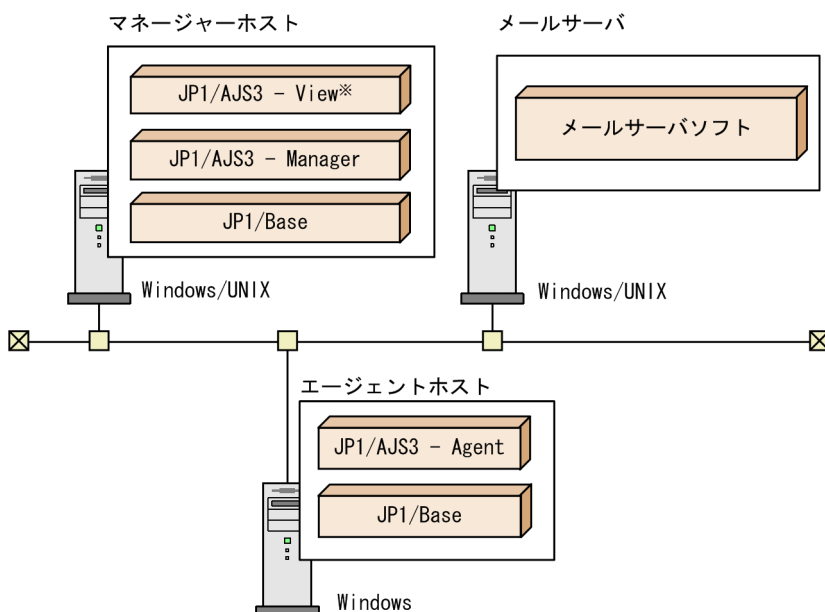 マネージャーホスト
JP1/AJS3 - View※
JP1/AJS3 - Manager
JP1/Base
Windows/UNIX
メールサーバ
メールサーバソフト
Windows/UNIX
エージェントホスト
JP1/AJS3 - Agent
JP1/Base
Windows